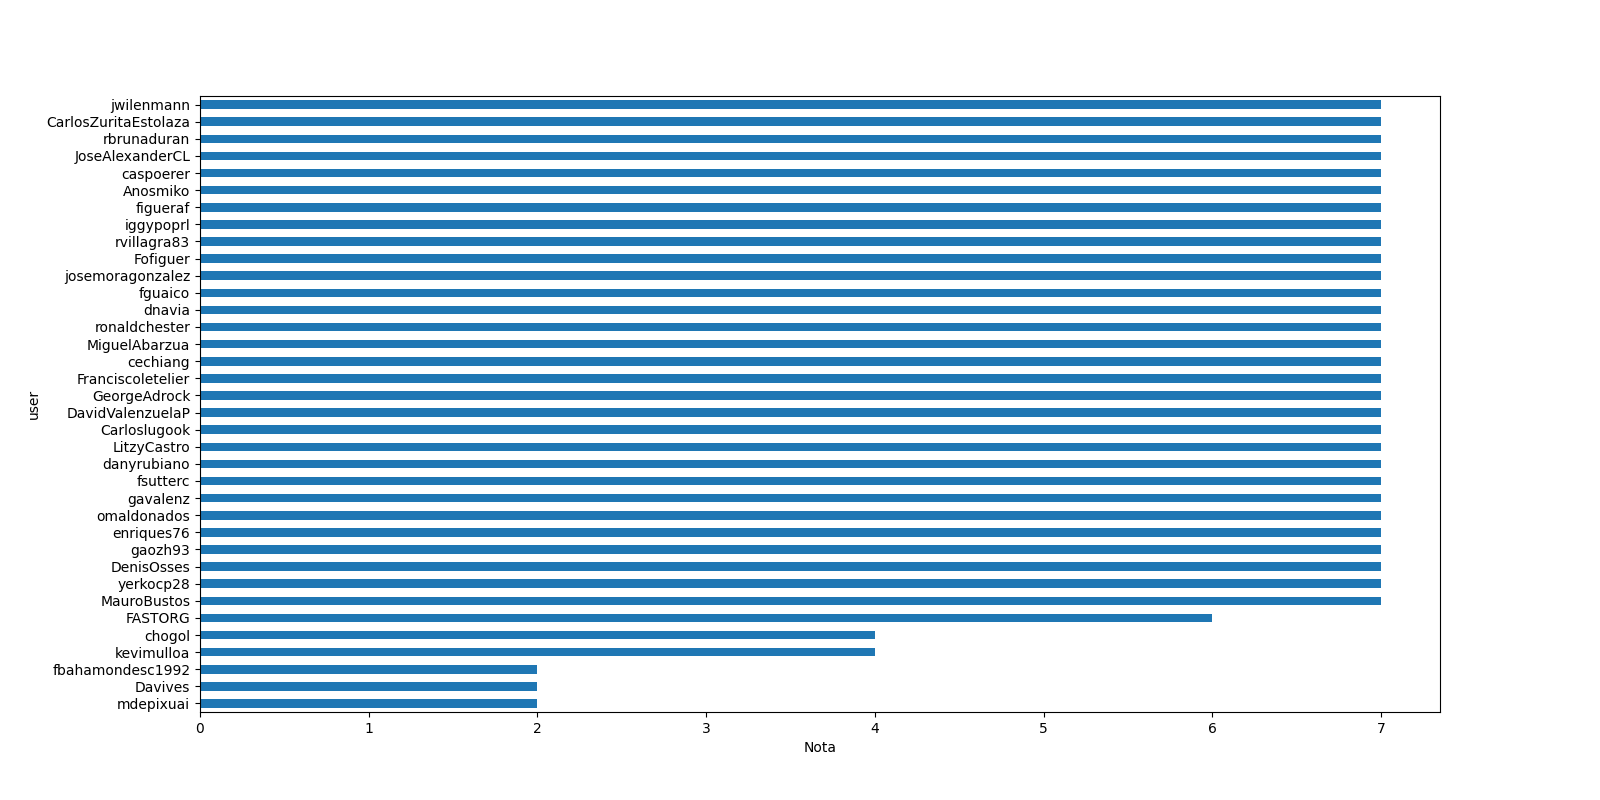 jwilenmann
CarlosZuritaEstolaza
rbrunaduran
JoseAlexanderCL
caspoerer
Anosmiko
figueraf
iggypoprl
rvillagra83
Fofiguer
josemoragonzalez
fguaico
dnavia
ronaldchester
MiguelAbarzua
cechiang
Franciscoletelier
GeorgeAdrock
DavidValenzuelaP
Carloslugook
LitzyCastro
danyrubiano
fsutterc
gavalenz
omaldonados
enriques76
gaozh93
DenisOsses
yerkocp28
MauroBustos
FASTORG
chogol
kevimulloa
fbahamondesc1992
Davives
mdepixuai
user
0 1 2 3 4 5 6 7
Nota